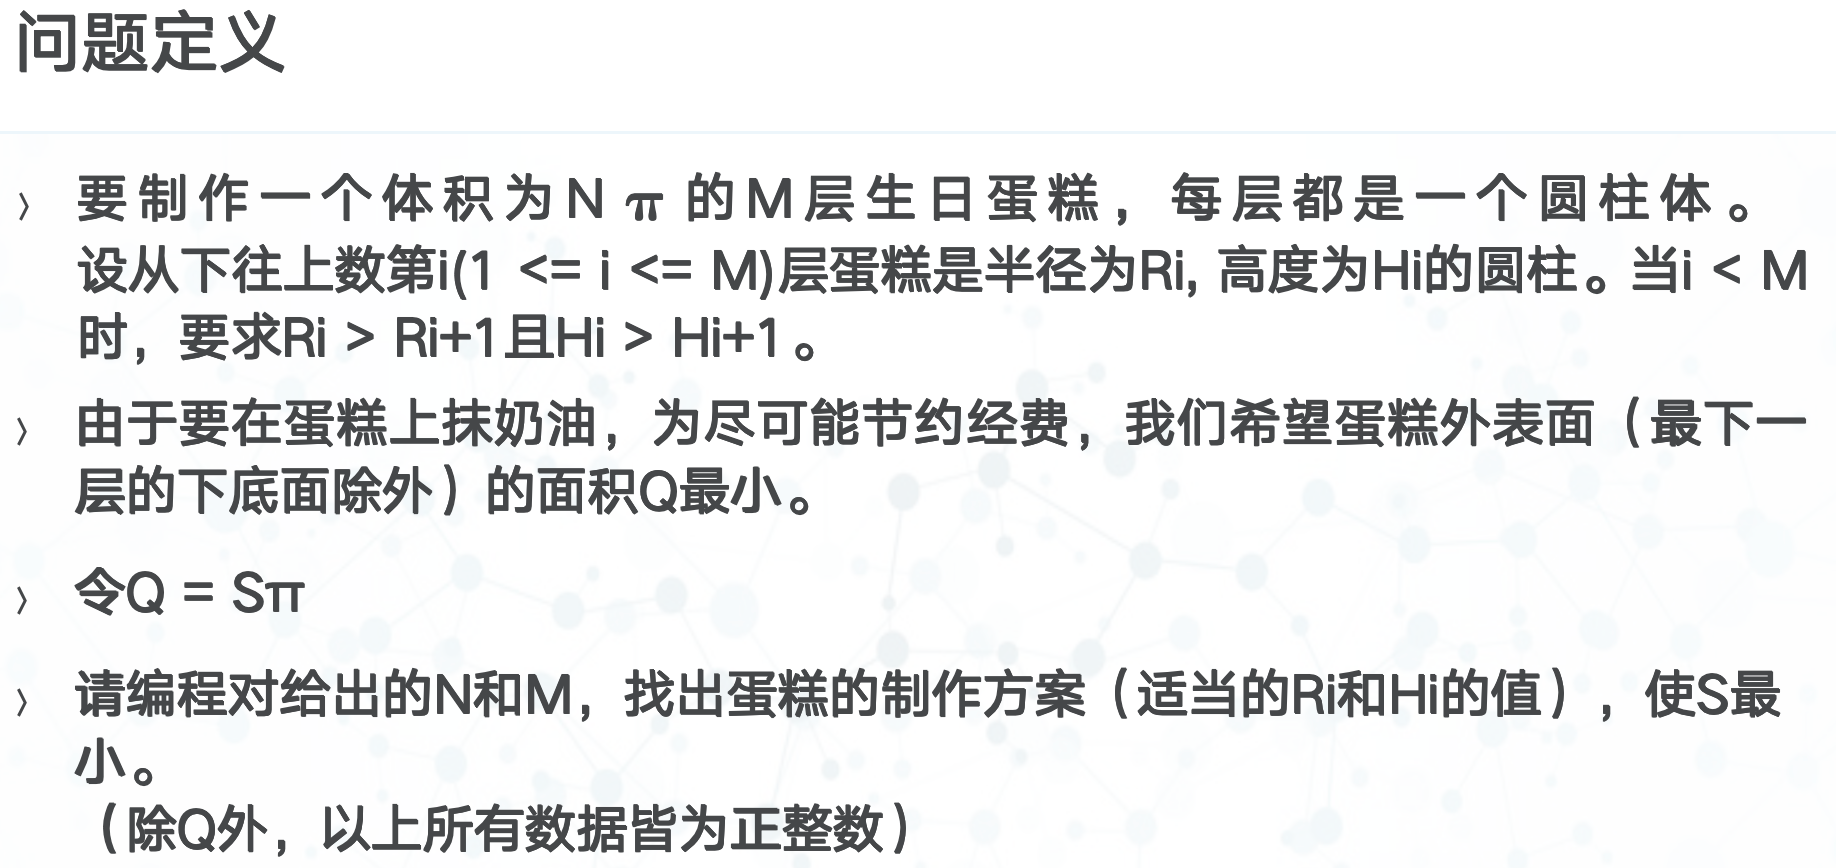 问题定义
› 要制作一个体积为N π 的M层生日蛋糕，每层都是一个圆柱体。
设从下往上数第i(1 <= i <= M)层蛋糕是半径为Ri, 高度为Hi的圆柱。当i < M
时，要求Ri > Ri+1且Hi > Hi+1。
› 由于要在蛋糕上抹奶油，为尽可能节约经费，我们希望蛋糕外表面（最下一
层的下底面除外）的面积Q最小。
› 令Q = Sπ
› 请编程对给出的N和M，找出蛋糕的制作方案（适当的Ri和Hi的值），使S最
小。
（除Q外，以上所有数据皆为正整数）